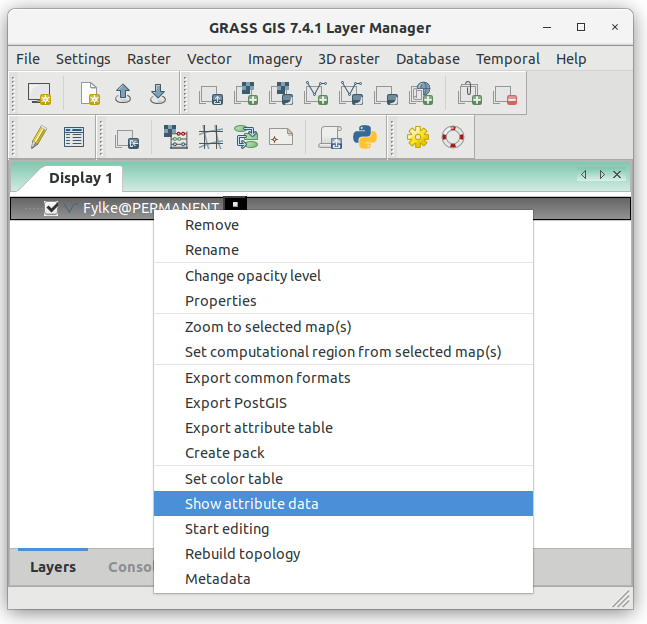 GRASS GIS 7.4.1 Layer Manager
File Settings Raster Vector Imagery 3D raster Database Temporal Help
Display 1
Fylke@PERMANENT
Remove
Rename
Change opacity level
Properties
Zoom to selected map(s)
Set computational region from selected map(s)
Export common formats
Export PostGIS
Export attribute table
Create pack
Set color table
Show attribute data
Start editing
Rebuild topology
Metadata
Layers Conso